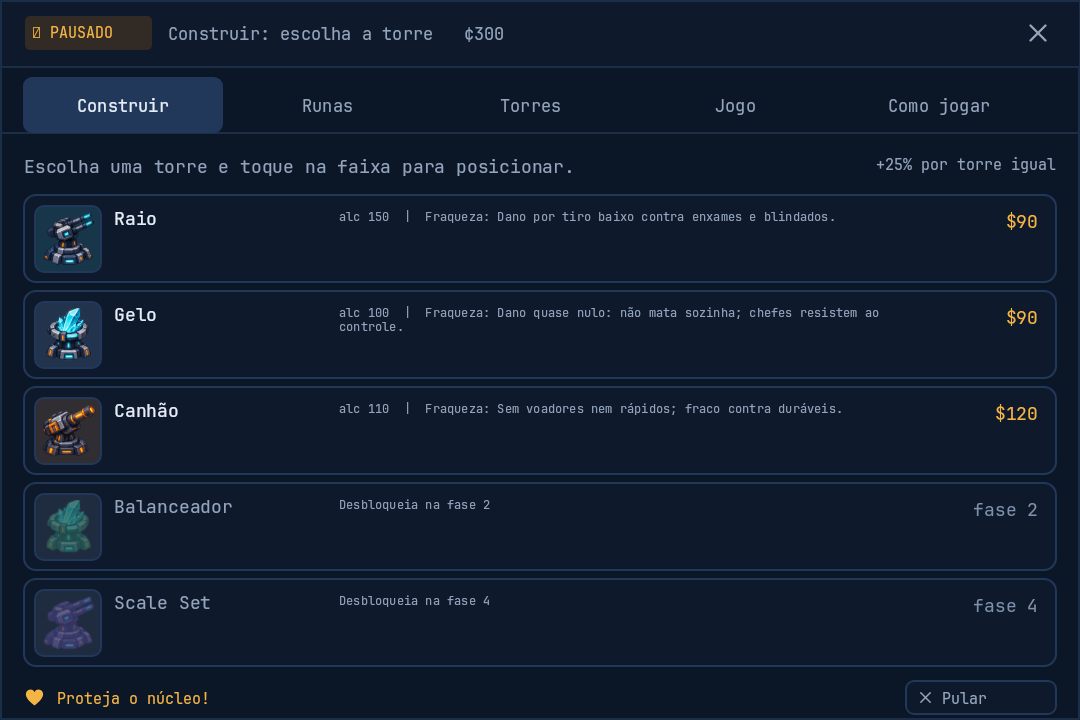 PAUSADO Construir: escolha a torre $300
Construir Runas Torres Jogo Como jogar
Escolha uma torre e toque na faixa para posicionar. +25% por torre igual
Raio alc 150 | Fraqueza: Dano por tiro baixo contra enxames e blindados. $90
Gelo alc 100 | Fraqueza: Dano quase nulo: não mata sozinha; chefes resistem ao $90
controle.
Canhão alc 110 | Fraqueza: Sem voadores nem rápidos; fraco contra duráveis. $120
Balanceador Desbloqueia na fase 2 fase 2
Scale Set Desbloqueia na fase 4 fase 4
Proteja o núcleo! Pular